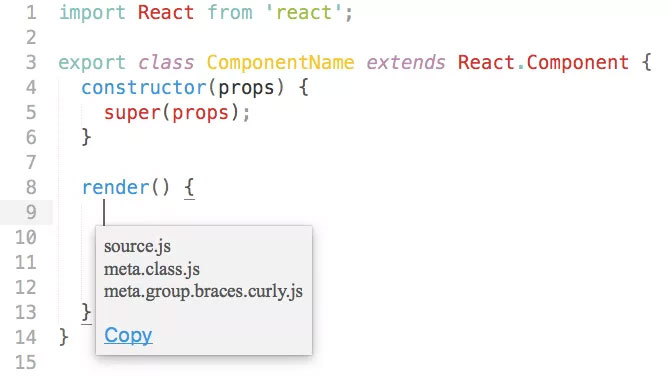 1 import React from 'react';
2
3 export class ComponentName extends React.Component {
4   constructor(props) {
5     super(props);
6   }
7
8   render() {
9
10
11
12
13   }
14 }
15
source.js
meta.class.js
meta.group.braces.curly.js
Copy